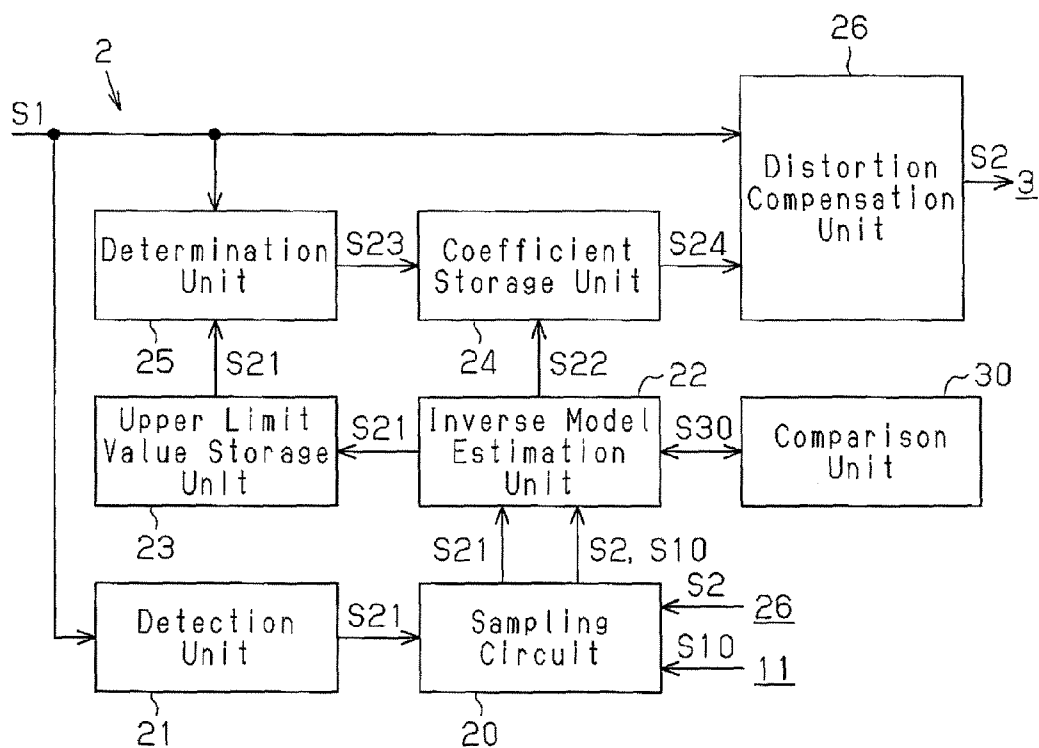 26
2
S1
S2
3
Distortion
Compensation
Unit
Determination
Unit
S23
Coefficient
Storage Unit
S24
25
S21
24
S22
22
30
Upper Limit
Value Storage
Unit
S21
Inverse Model
Estimation
Unit
S30
Comparison
Unit
23
S21
S2, S10
Detection
Unit
S21
Sampling
Circuit
S2
26
S10
11
21
20